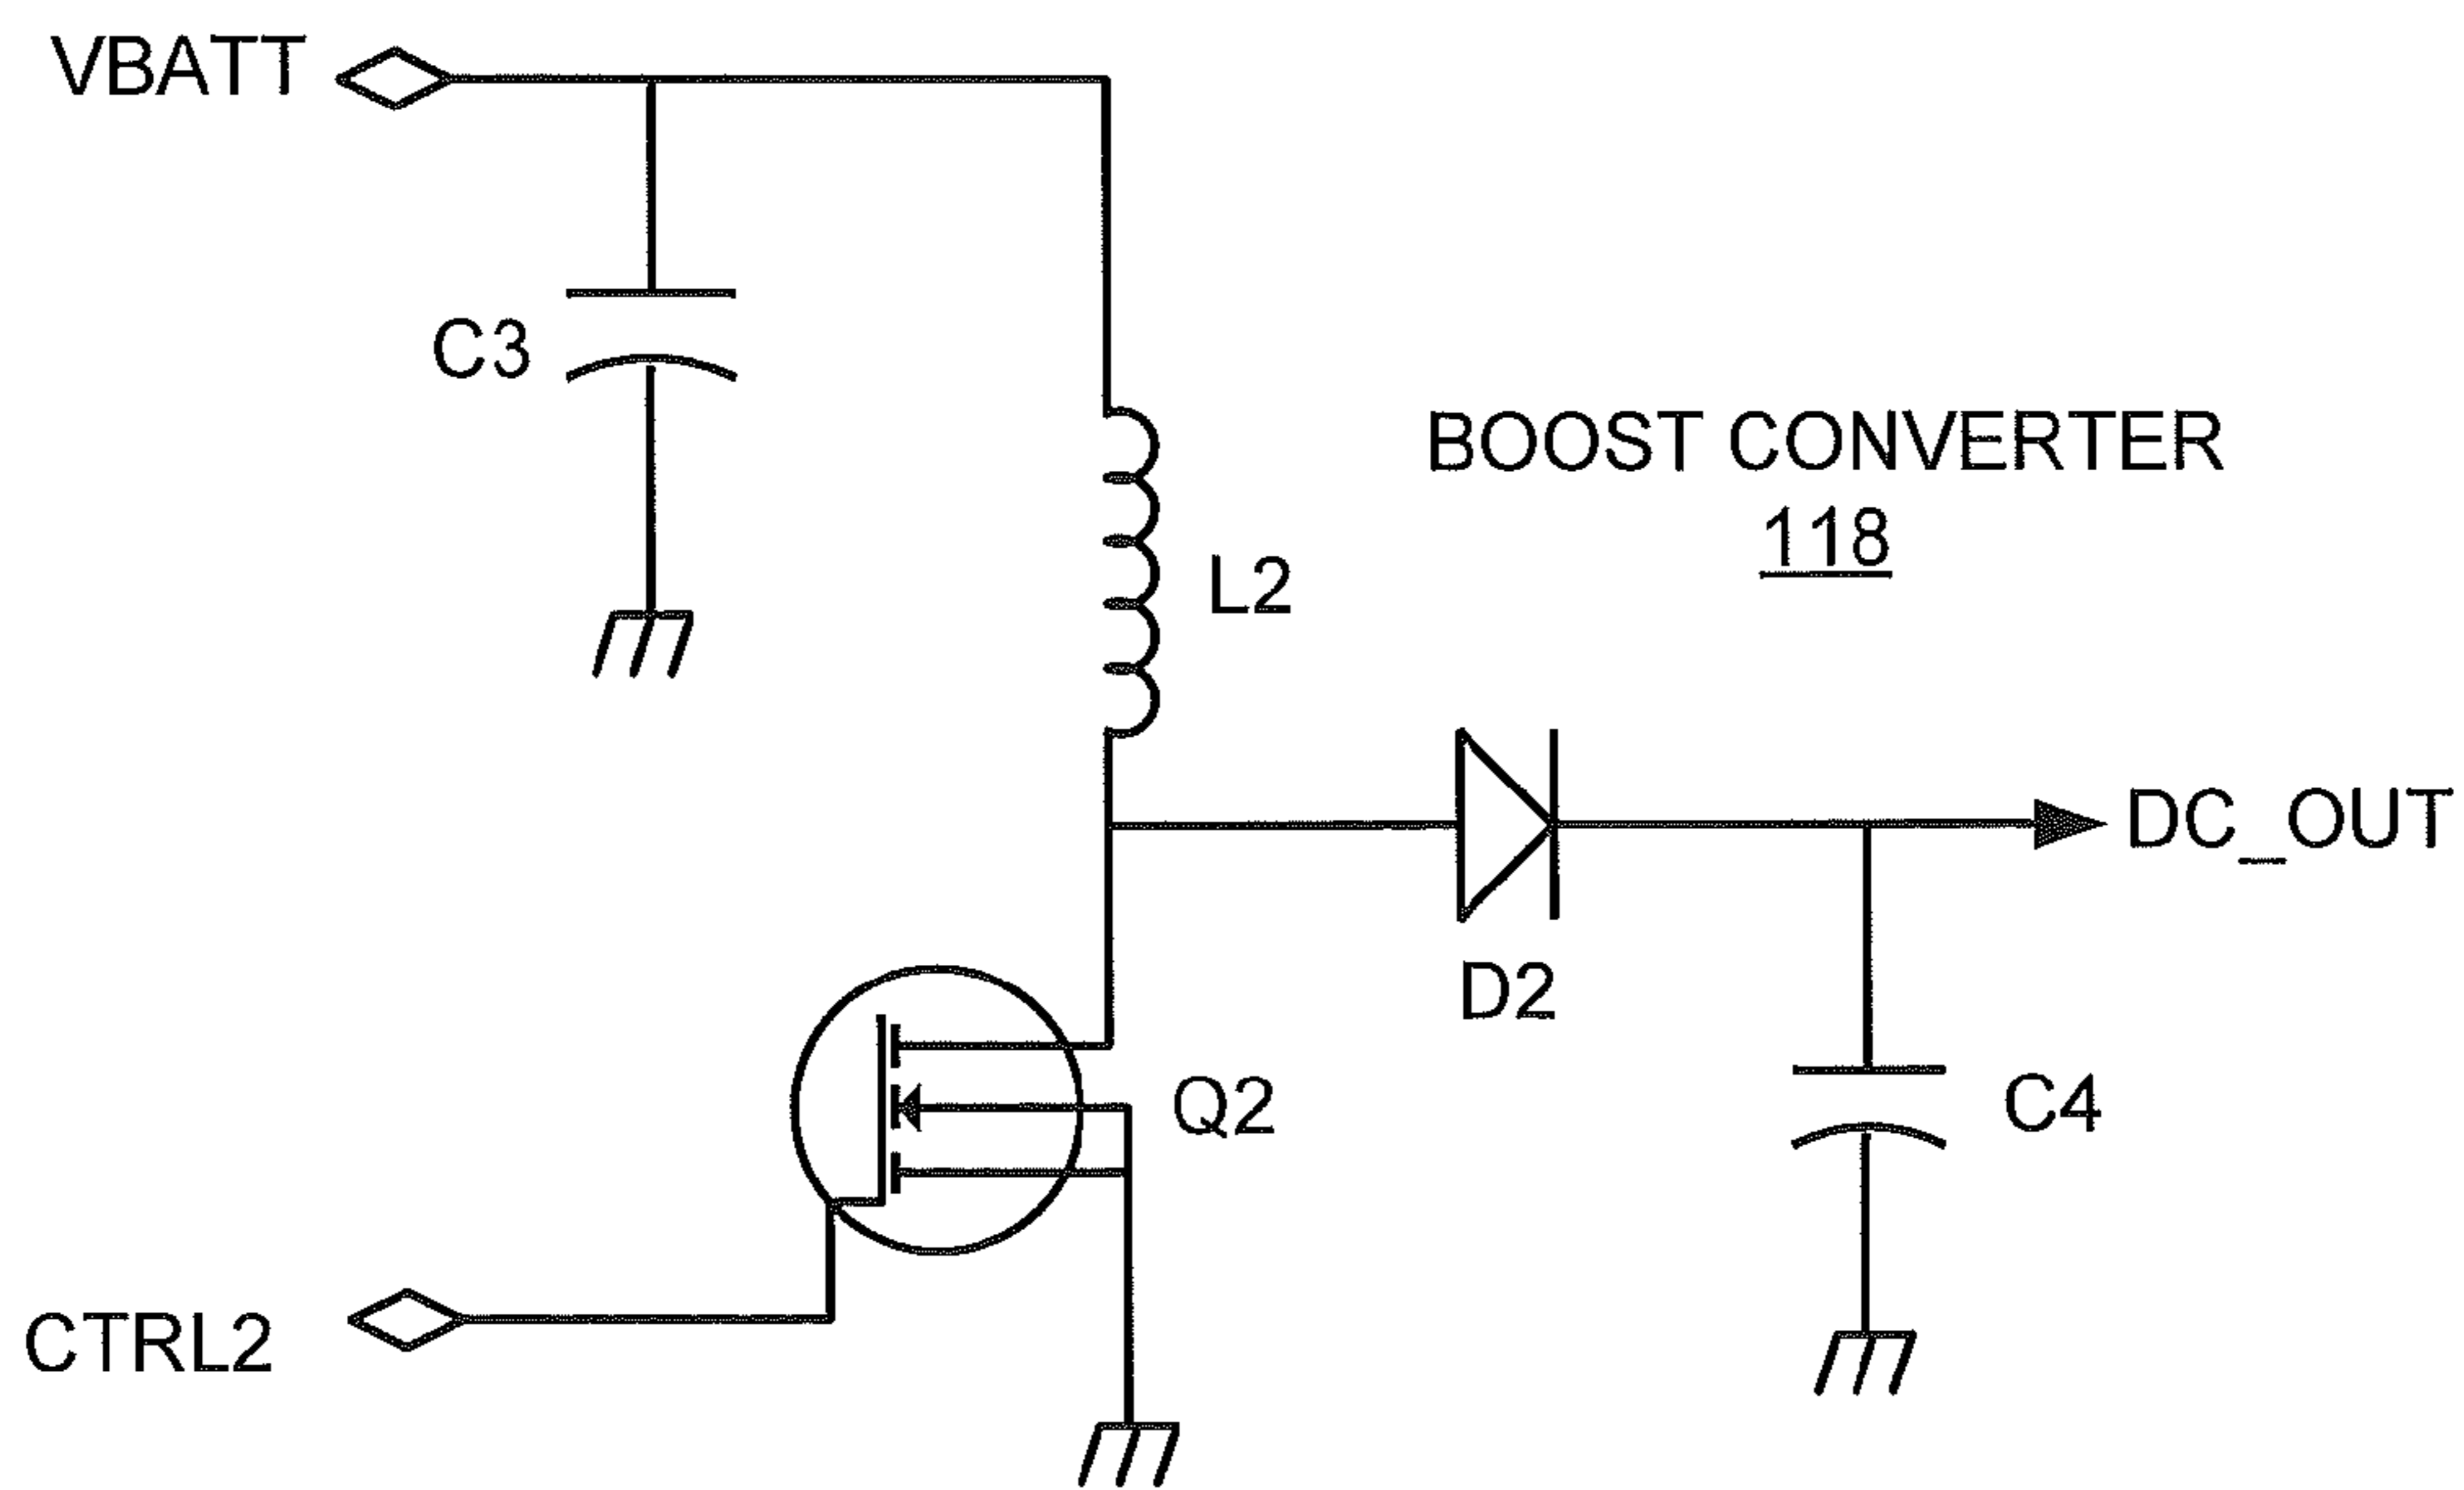 VBATT
C3
BOOST CONVERTER
118
L2
DC_OUT
D2
Q2
C4
CTRL2